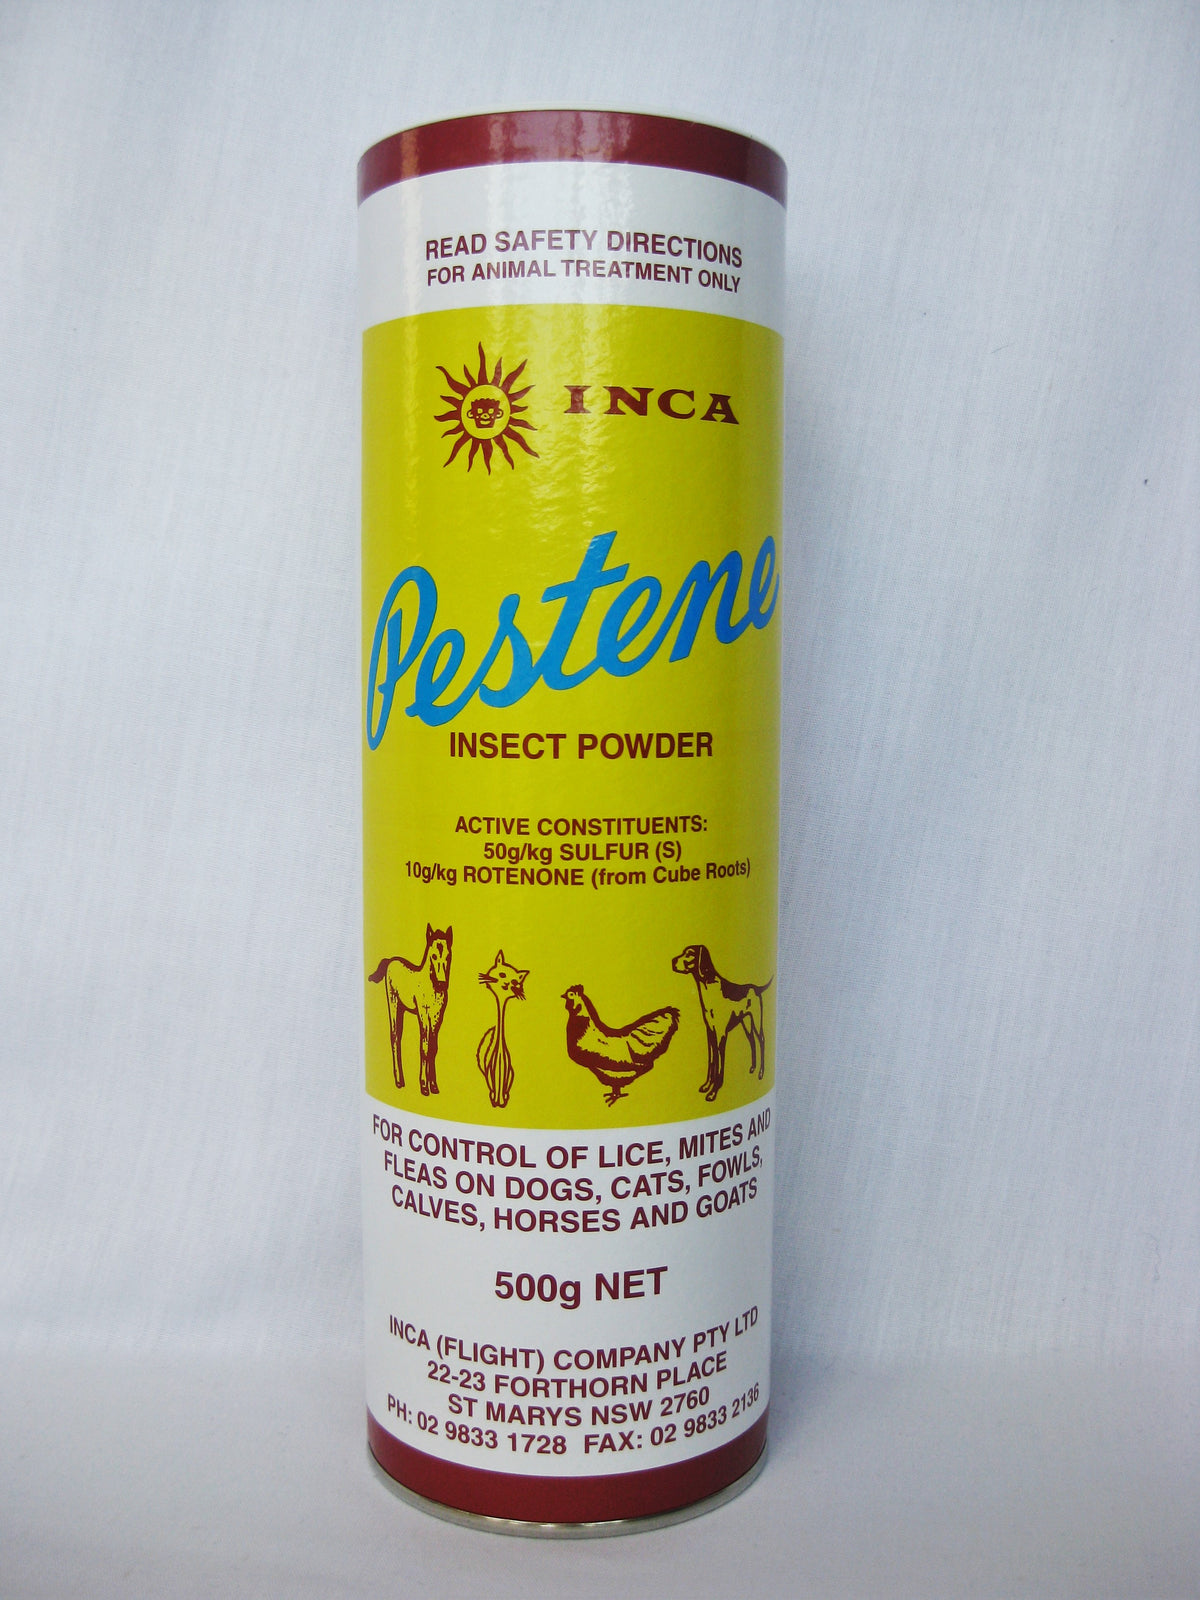 READ SAFETY DIRECTIONS
FOR ANIMAL TREATMENT ONLY
INCA
Pestene
INSECT POWDER
ACTIVE CONSTITUENTS:
50g/kg SULFUR (S)
10g/kg ROTENONE (from Cube Roots)
FOR CONTROL OF LICE, MITES AND
FLEAS ON DOGS, CATS, FOWLS,
CALVES, HORSES AND GOATS
500g NET
INCA (FLIGHT) COMPANY PTY LTD
22-23 FORTHORN PLACE
ST MARYS NSW 2760
PH: 02 9833 1728 FAX: 02 9833 2136